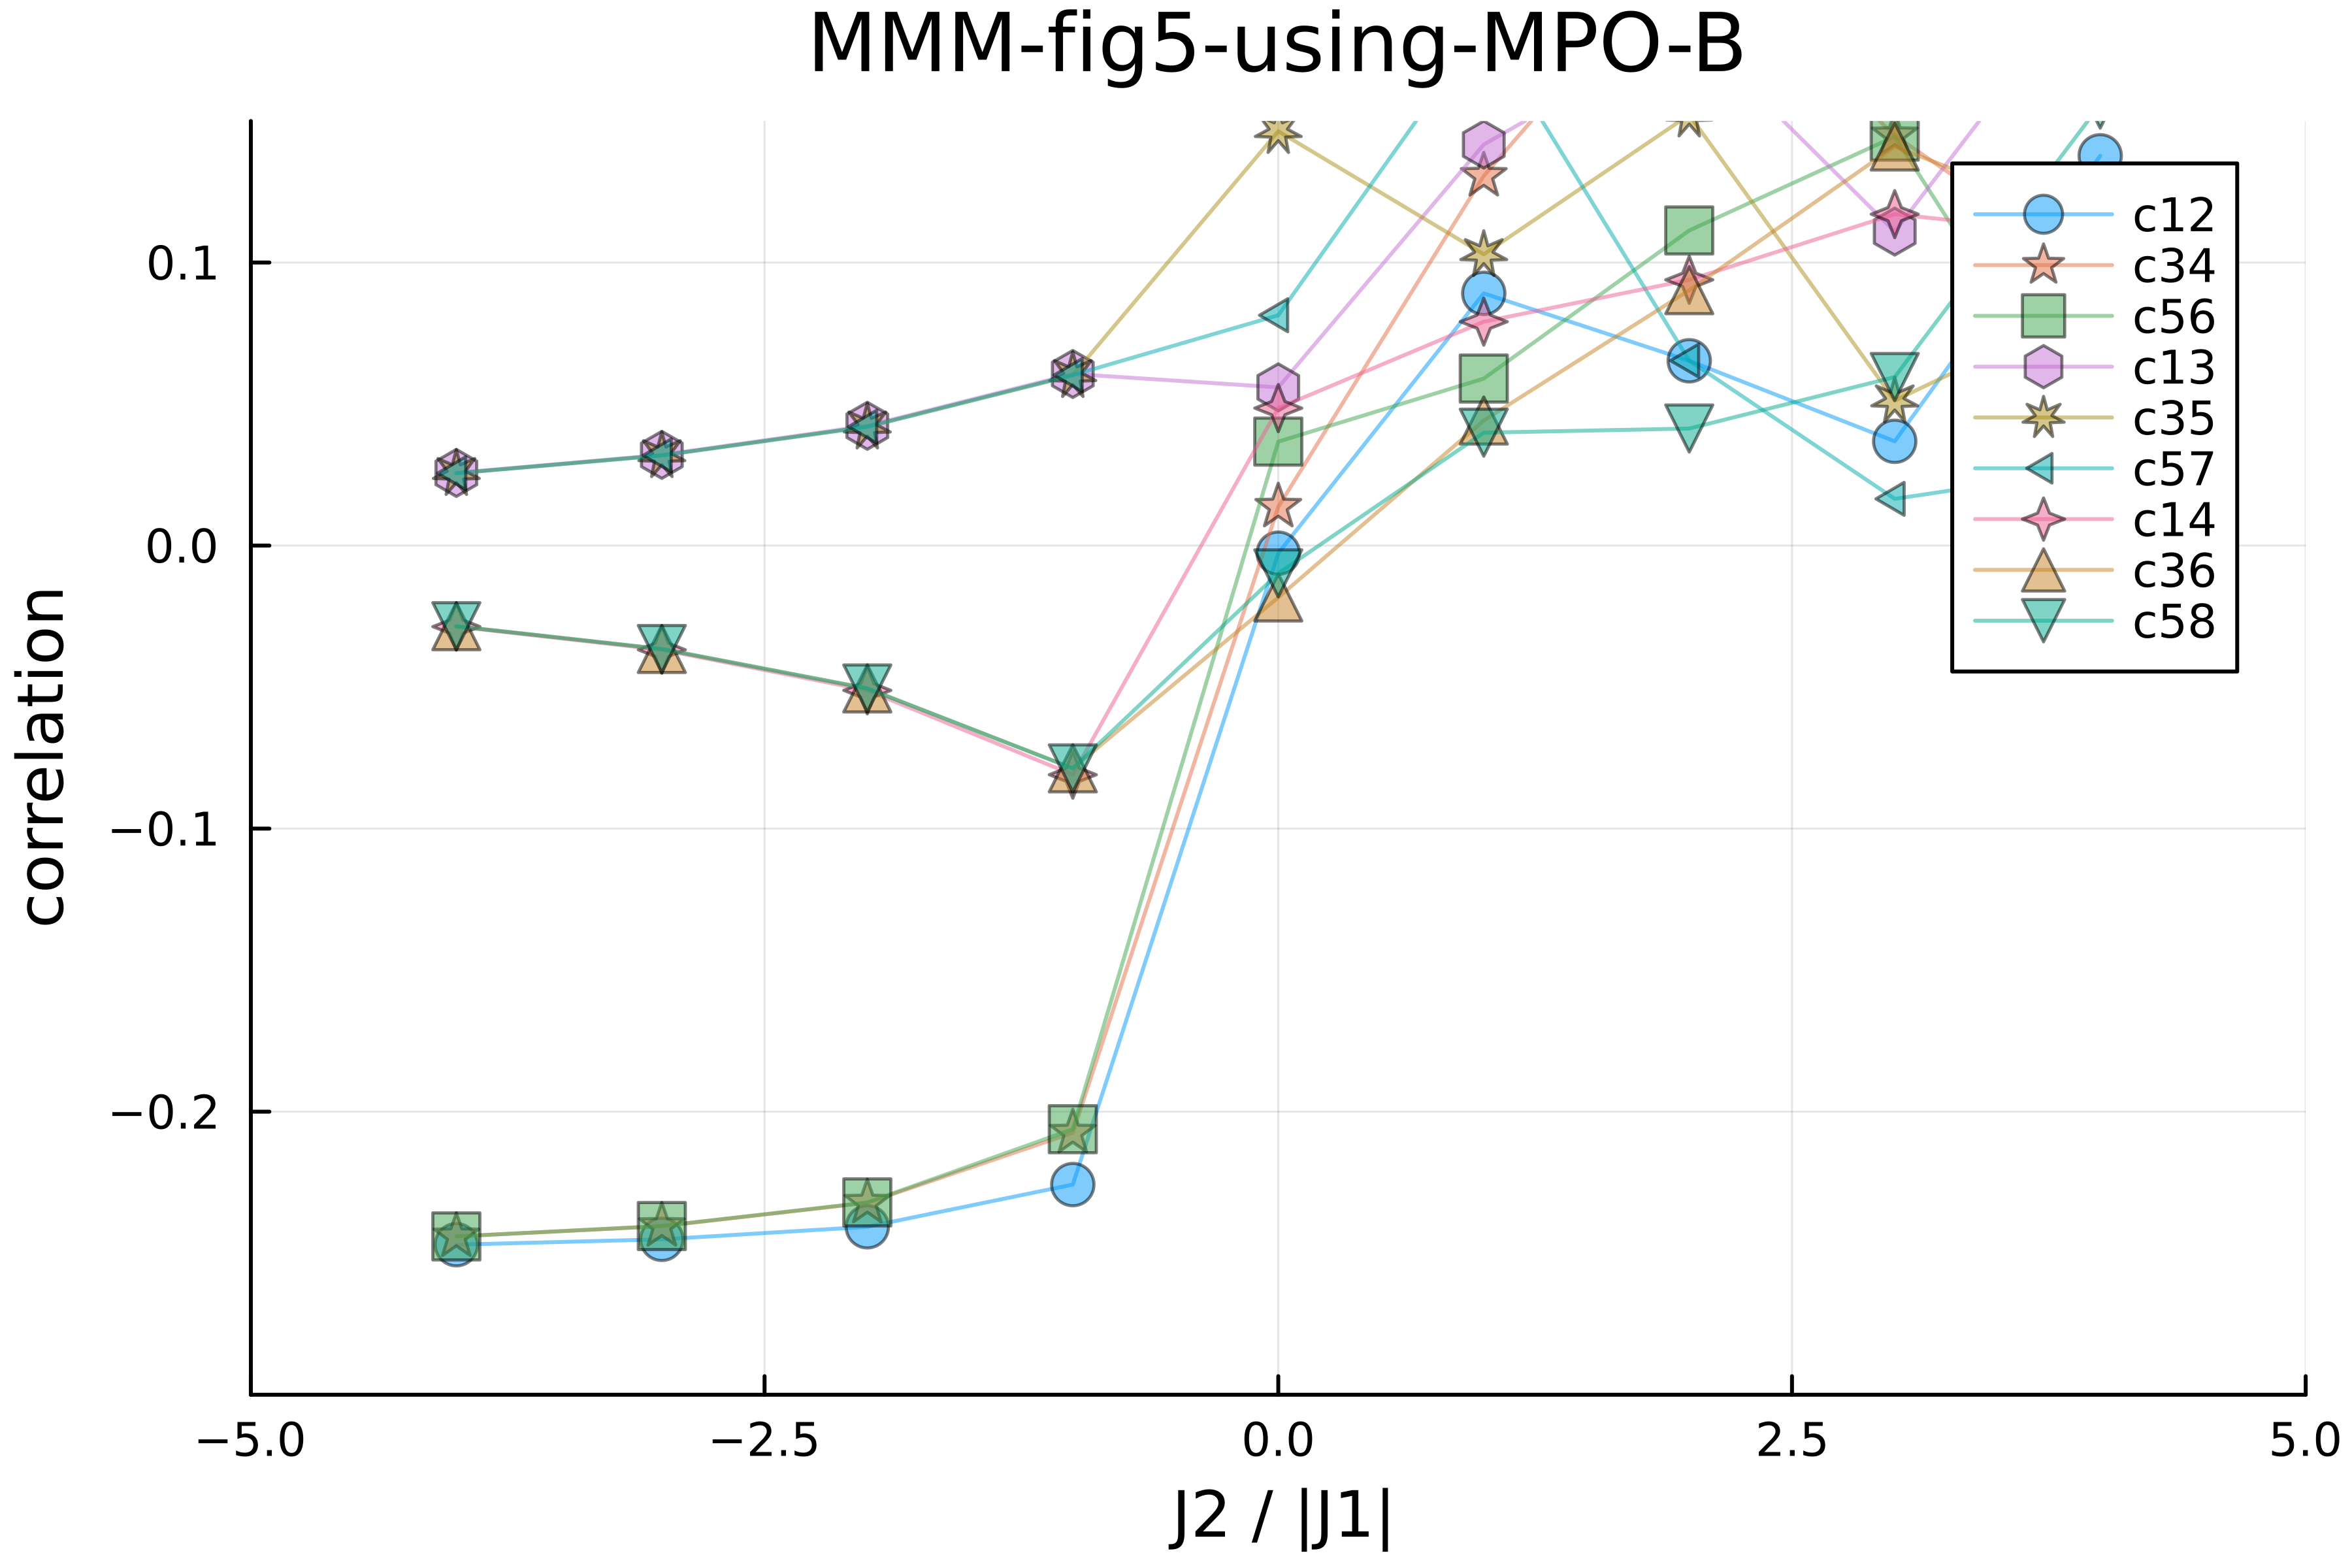 MMM-fig5-using-MPO-B
correlation
0.1
0.0
−0.1
−0.2
−5.0
−2.5
0.0
2.5
5.0
J2 / |J1|
c12
c34
c56
c13
c35
c57
c14
c36
c58